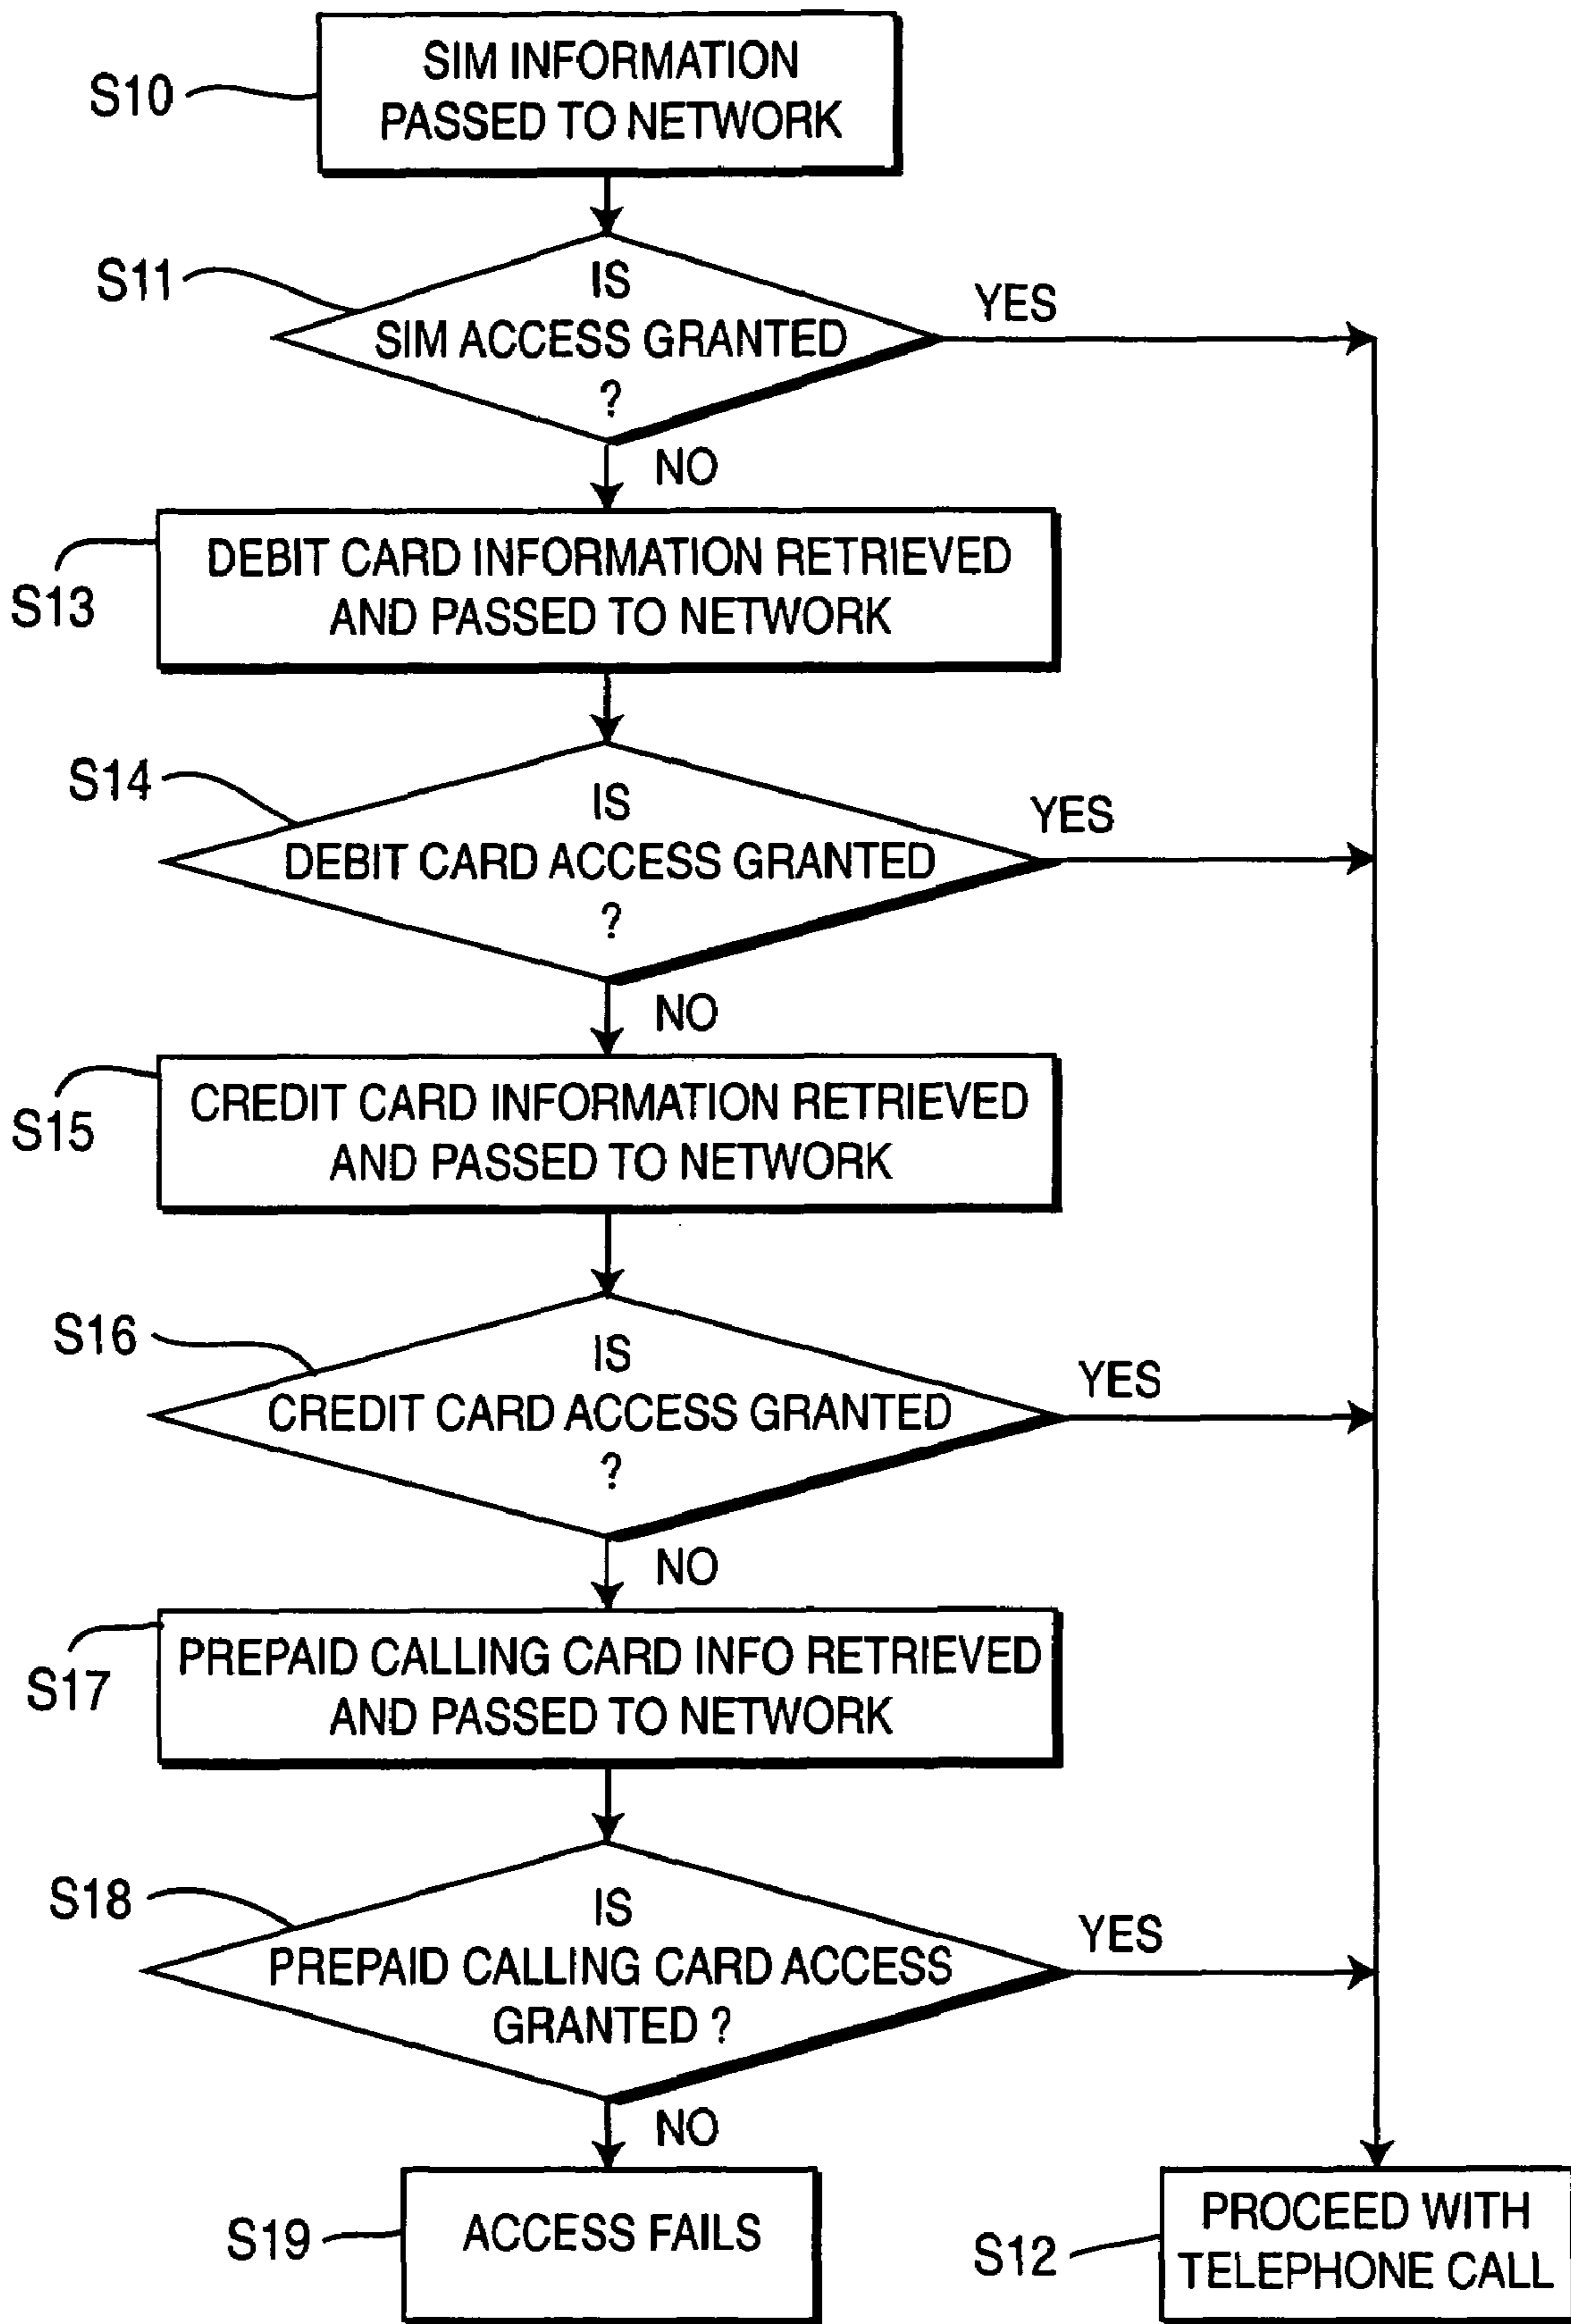 SIM INFORMATION
PASSED TO NETWORK
S10
IS
SIM ACCESS GRANTED
?
S11
YES
NO
DEBIT CARD INFORMATION RETRIEVED
AND PASSED TO NETWORK
S13
IS
DEBIT CARD ACCESS GRANTED
?
S14
YES
NO
CREDIT CARD INFORMATION RETRIEVED
AND PASSED TO NETWORK
S15
IS
CREDIT CARD ACCESS GRANTED
?
S16
YES
NO
PREPAID CALLING CARD INFO RETRIEVED
AND PASSED TO NETWORK
S17
IS
PREPAID CALLING CARD ACCESS
GRANTED ?
S18
YES
NO
ACCESS FAILS
S19
PROCEED WITH
TELEPHONE CALL
S12